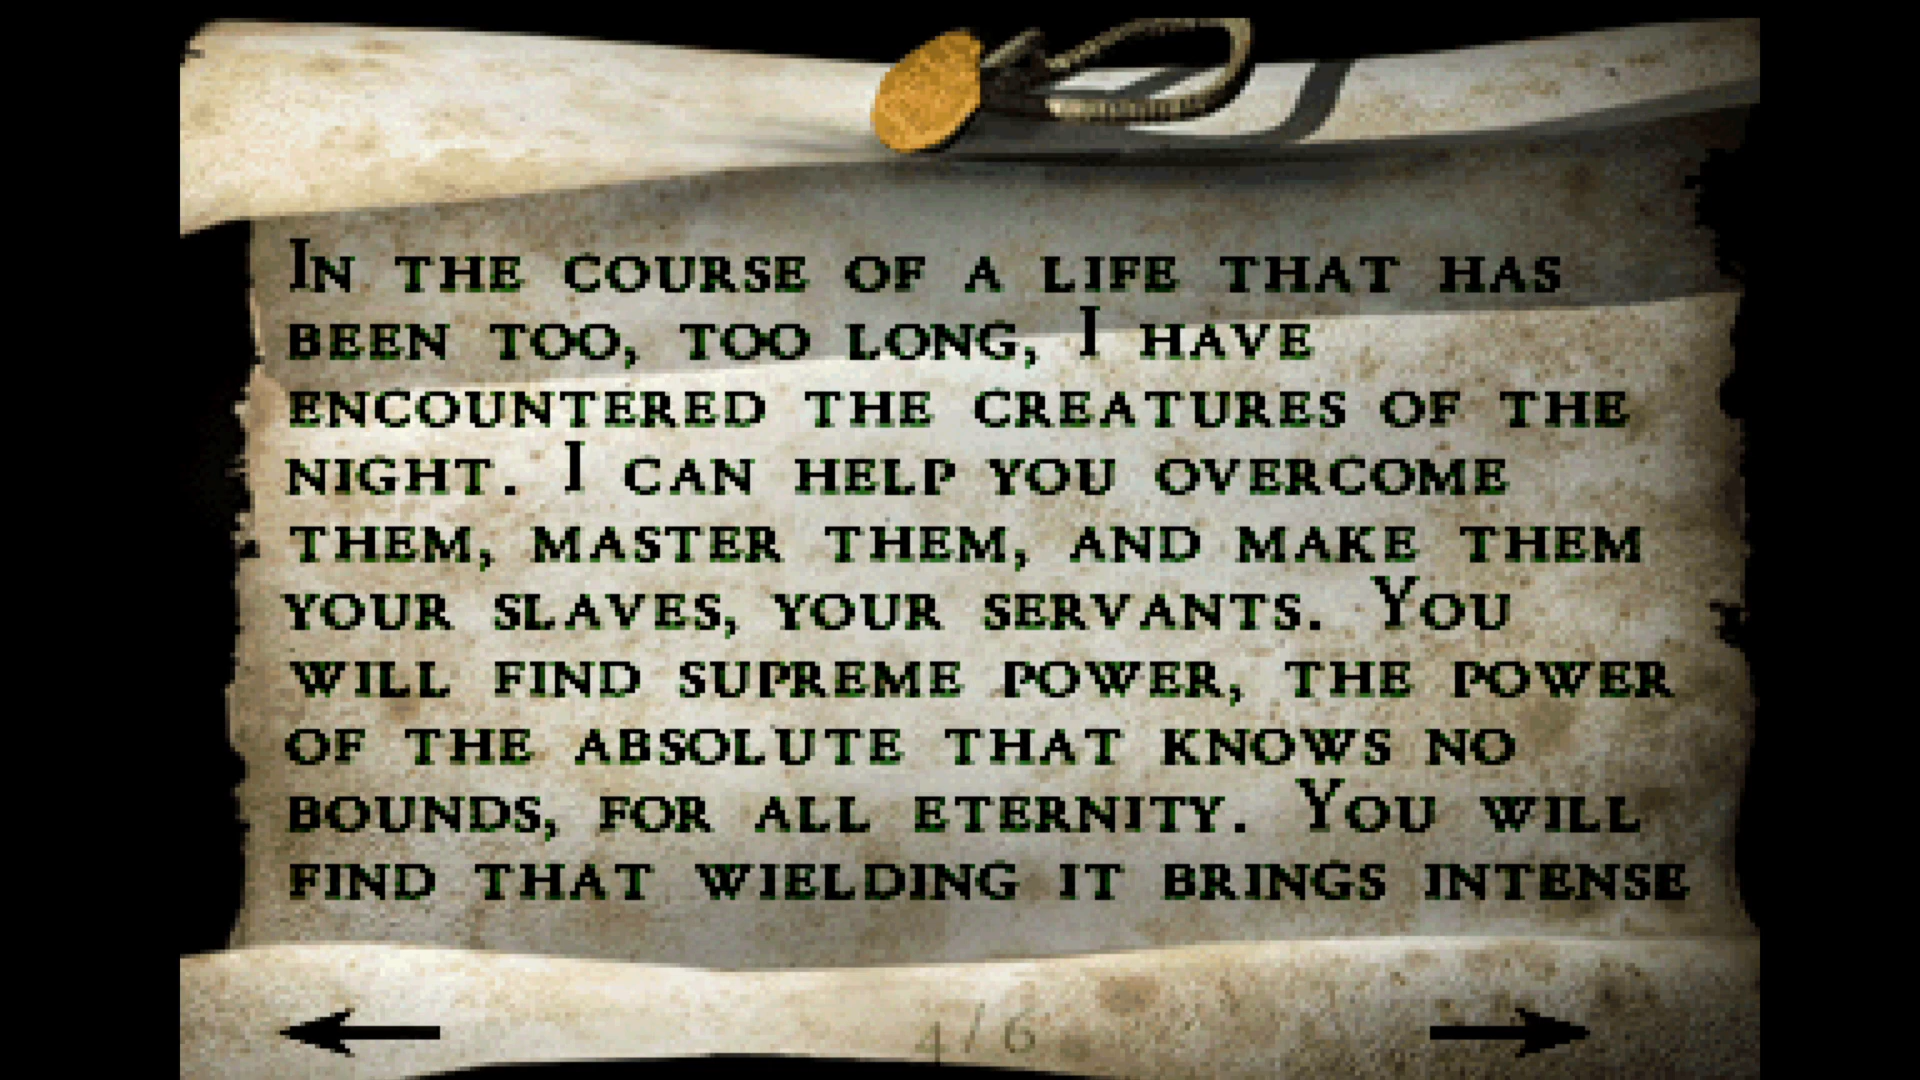 In the course of a life that has
been too, too long, I have
encountered the creatures of the
night. I can help you overcome
them, master them, and make them
your slaves, your servants. You
will find supreme power, the power
of the absolute that knows no
bounds, for all eternity. You will
find that wielding it brings intense
4/6